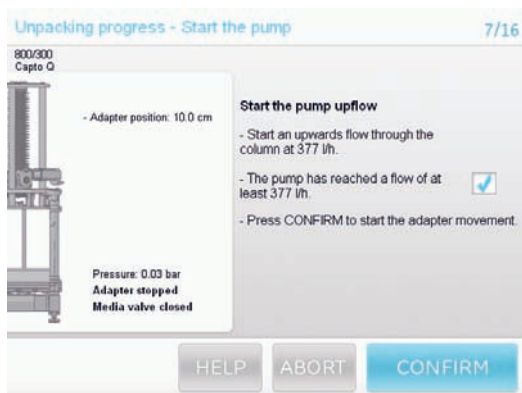 Unpacking progress - Start the pump
7/16
800/300
Capto Q
- Adapter position: 10.0 cm
Pressure: 0.03 bar
Adapter stopped
Media valve closed
Start the pump upflow
- Start an upwards flow through the
column at 377 l/h.
- The pump has reached a flow of at
least 377 l/h.
- Press CONFIRM to start the adapter movement.
HELP
ABORT
CONFIRM